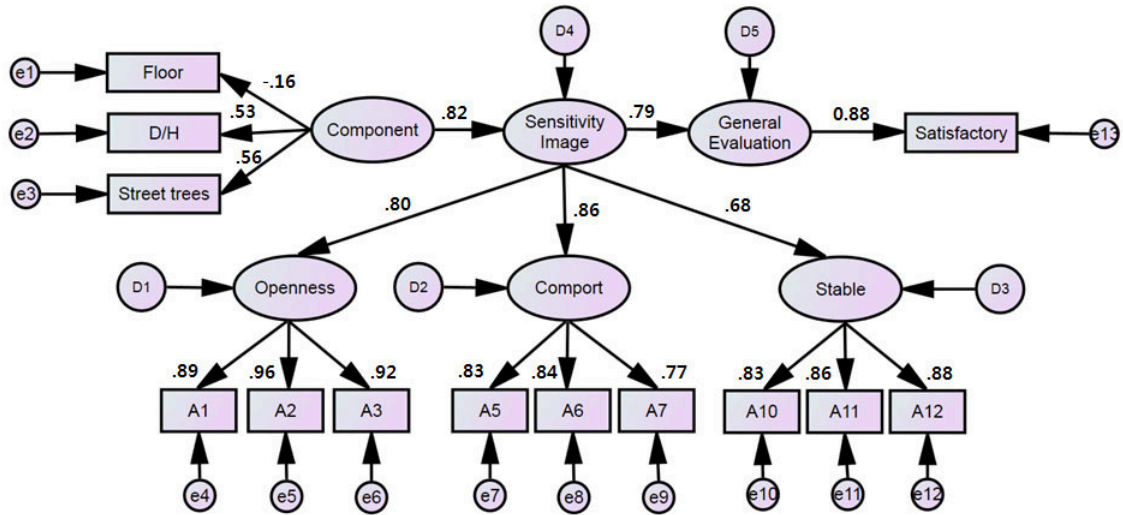 D4
D5
e1
Floor
-.16
e2
D/H
.53
Component
.82
Sensitivity
Image
.79
General
Evaluation
0.88
Satisfactory
e13
.56
e3
Street trees
.80
.86
.68
D1
Openness
D2
Comport
Stable
D3
.89
.96
.92
.83
.84
.77
.83
.86
.88
A1
A2
A3
A5
A6
A7
A10
A11
A12
e4
e5
e6
e7
e8
e9
e10
e11
e12